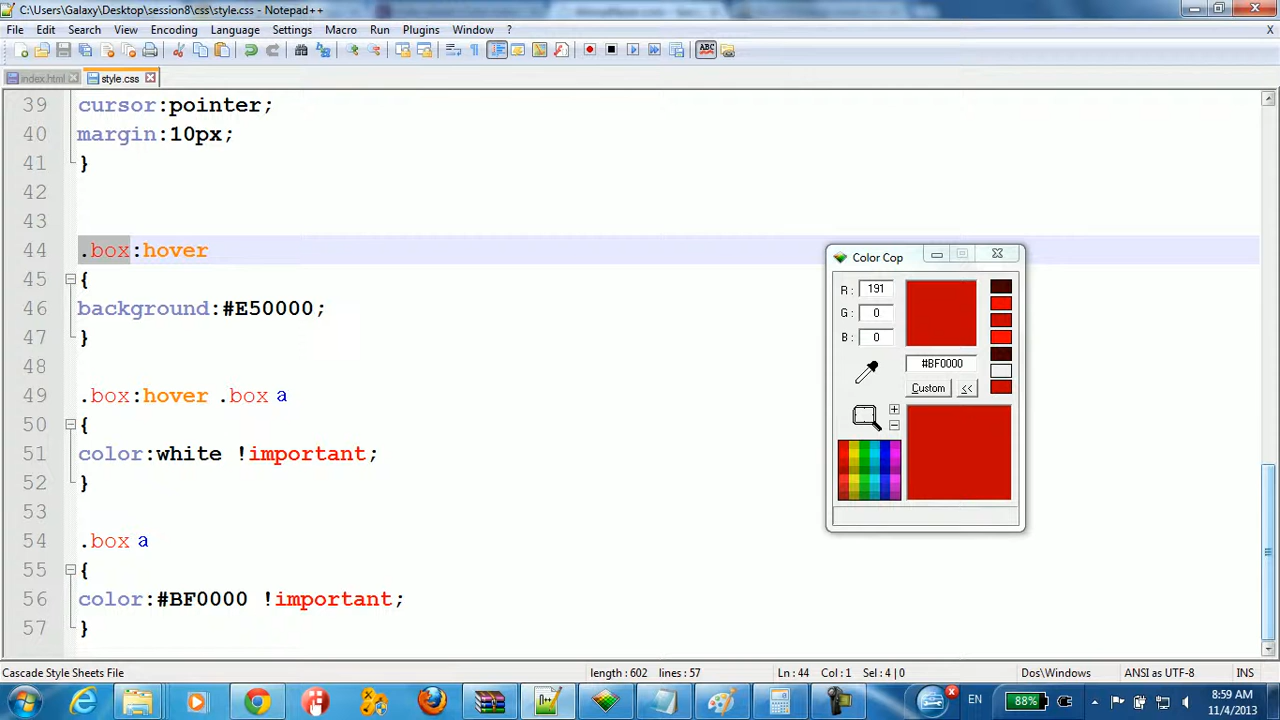 C:\Users\Galaxy\Desktop\session8\css\style.css - Notepad++
File Edit Search View Encoding Language Settings Macro Run Plugins Window ?
X
index.html style.css
39 cursor:pointer;
40 margin:10px;
41 }
42
43
44 .box:hover
45 {
46 background:#E50000;
47 }
48
49 .box:hover .box a
50 {
51 color:white !important;
52 }
53
54 .box a
55 {
56 color:#BF0000 !important;
57 }
Color Cop
R: 191
G: 0
B: 0
#BF0000
Custom <<
Cascade Style Sheets File length : 602 lines : 57 Ln : 44 Col : 1 Sel : 4 | 0 Dos\Windows ANSI as UTF-8 INS
EN 88% 8:59 AM
11/4/2013